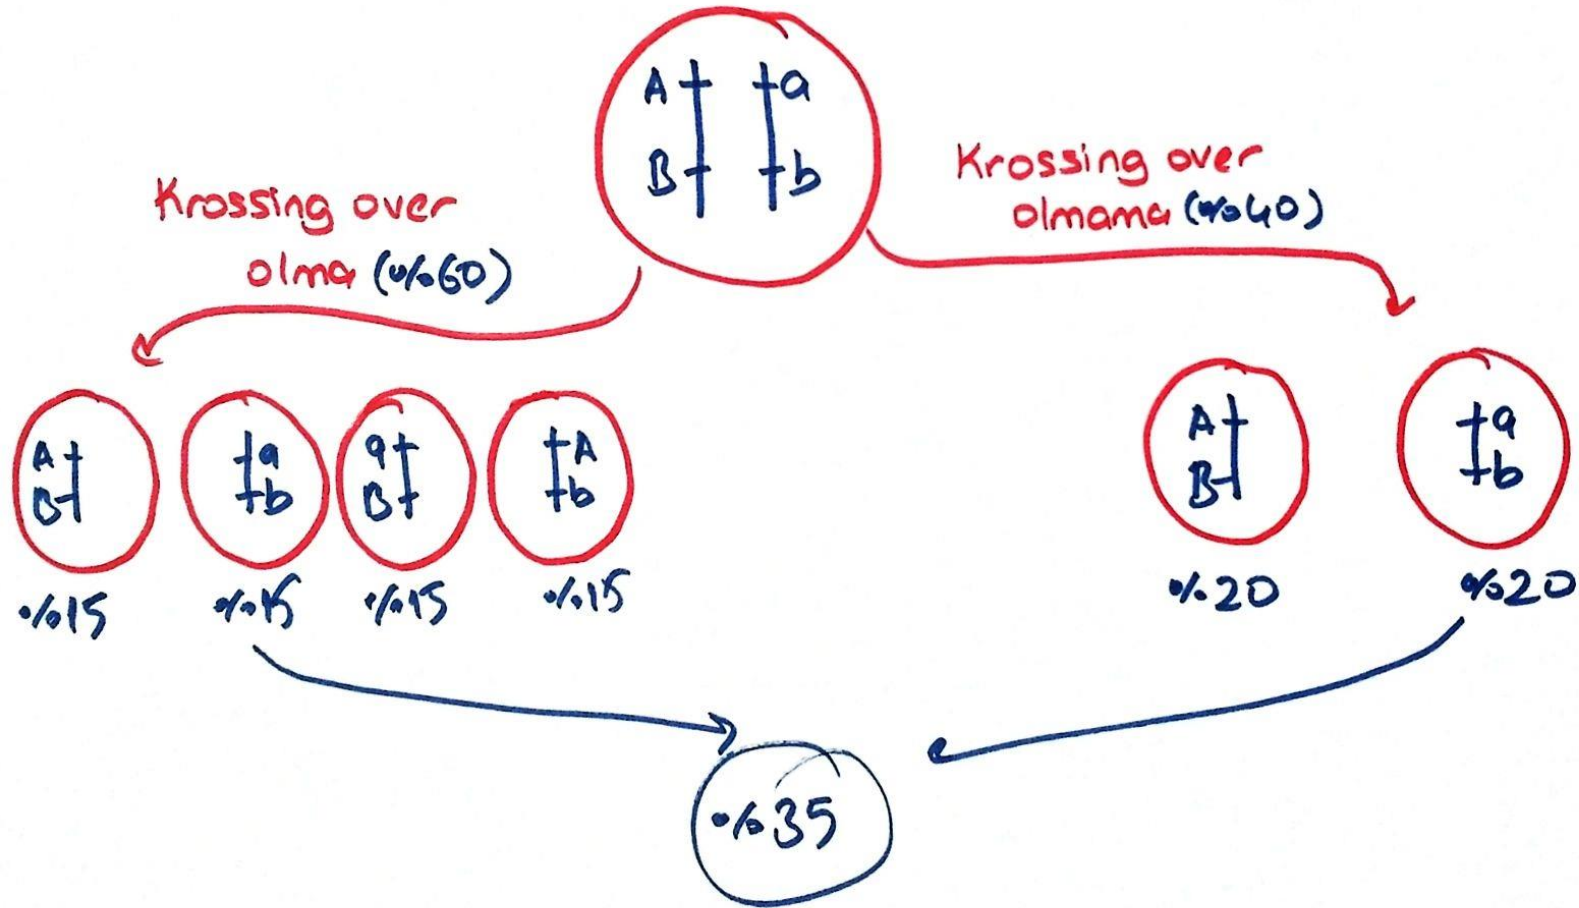 A a
B b
Krossing over
olma (%60)
Krossing over
olmama (%40)
A a a A
B b B b
%15 %15 %15 %15
A a
B b
%20 %20
%35